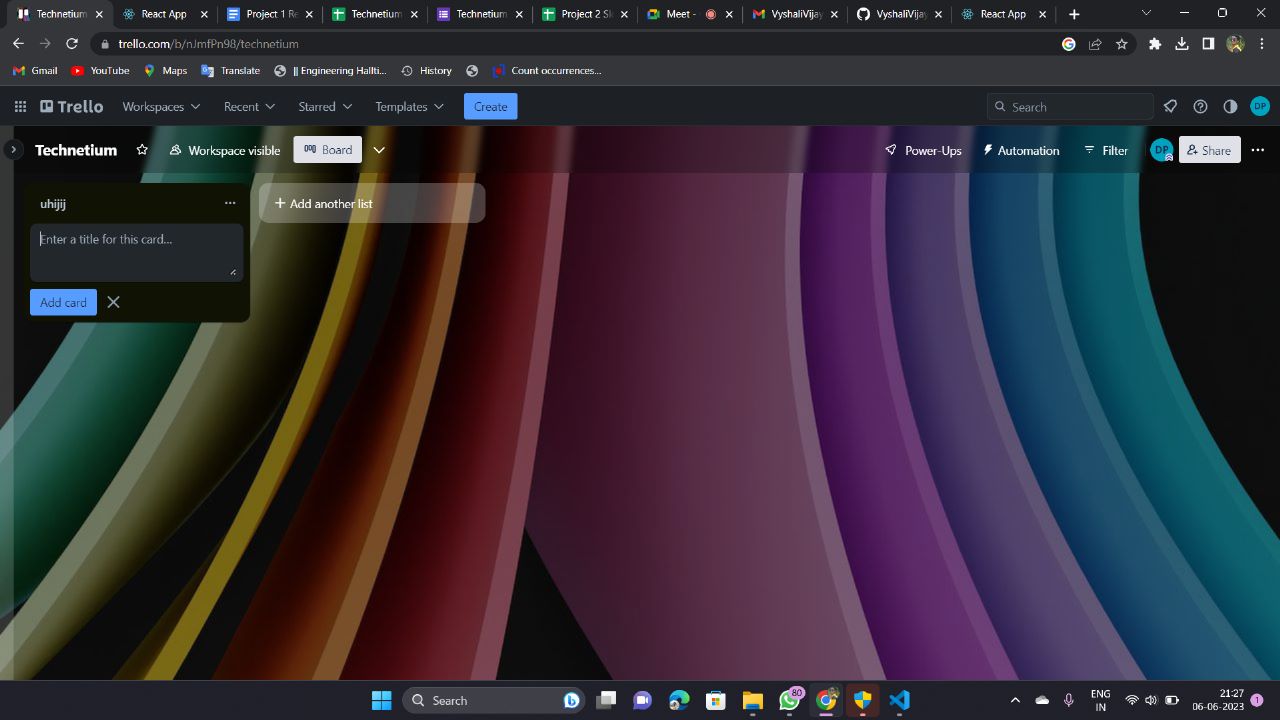 Technetium
React App
Project 1 Re
Technetium
Technetium
Project 2 Sk
Meet -
VyshaliVijay
VyshaliVijay
React App
trello.com/b/nJmfPn98/technetium
Gmail
YouTube
Maps
Translate
|| Engineering Hallti...
History
Count occurrences...
Trello
Workspaces
Recent
Starred
Templates
Create
Search
DP
Technetium
Workspace visible
Board
Power-Ups
Automation
Filter
DP
Share
uhijij
Add another list
Enter a title for this card...
Add card
Search
80
ENG
IN
21:27
06-06-2023
1